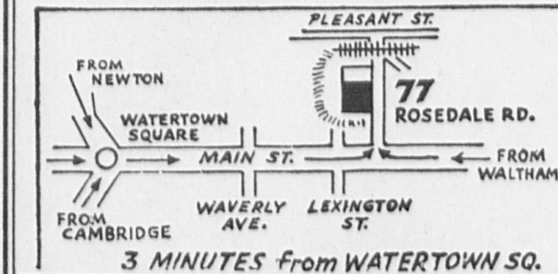 PLEASANT ST.
FROM
NEWTON
77
ROSEDALE RD.
WATERTOWN
SQUARE
MAIN ST.
FROM
WALTHAM
WAVERLY
AVE.
LEXINGTON
ST.
FROM
CAMBRIDGE
3 MINUTES from WATERTOWN SQ.